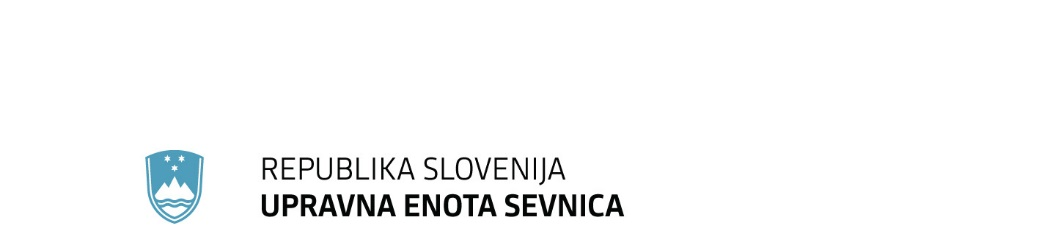 REPUBLIKA SLOVENIJA
UPRAVNA ENOTA SEVNICA